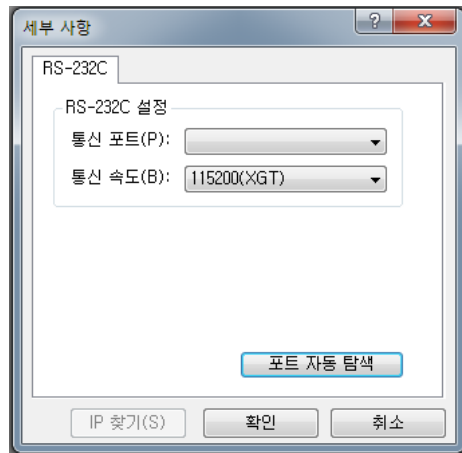 세부 사항
?
X
RS-232C
RS-232C 설정
통신 포트(P):
통신 속도(B): 115200(XGT)
포트 자동 탐색
IP 찾기(S) 확인 취소